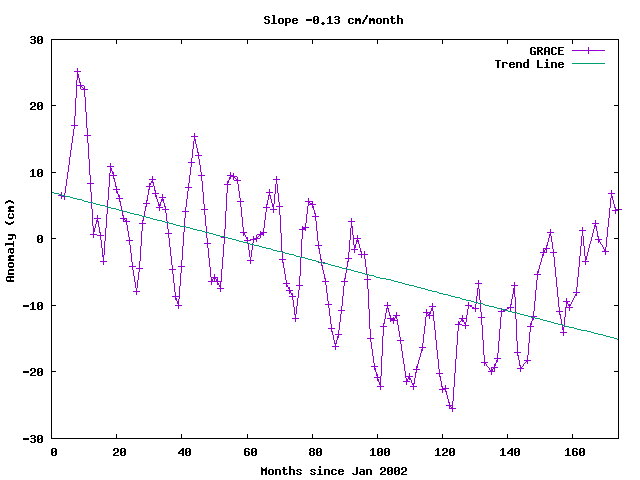 Slope -0.13 cm/month
GRACE
Trend Line
Anomaly (cm)
30
20
10
0
-10
-20
-30
0 20 40 60 80 100 120 140 160
Months since Jan 2002